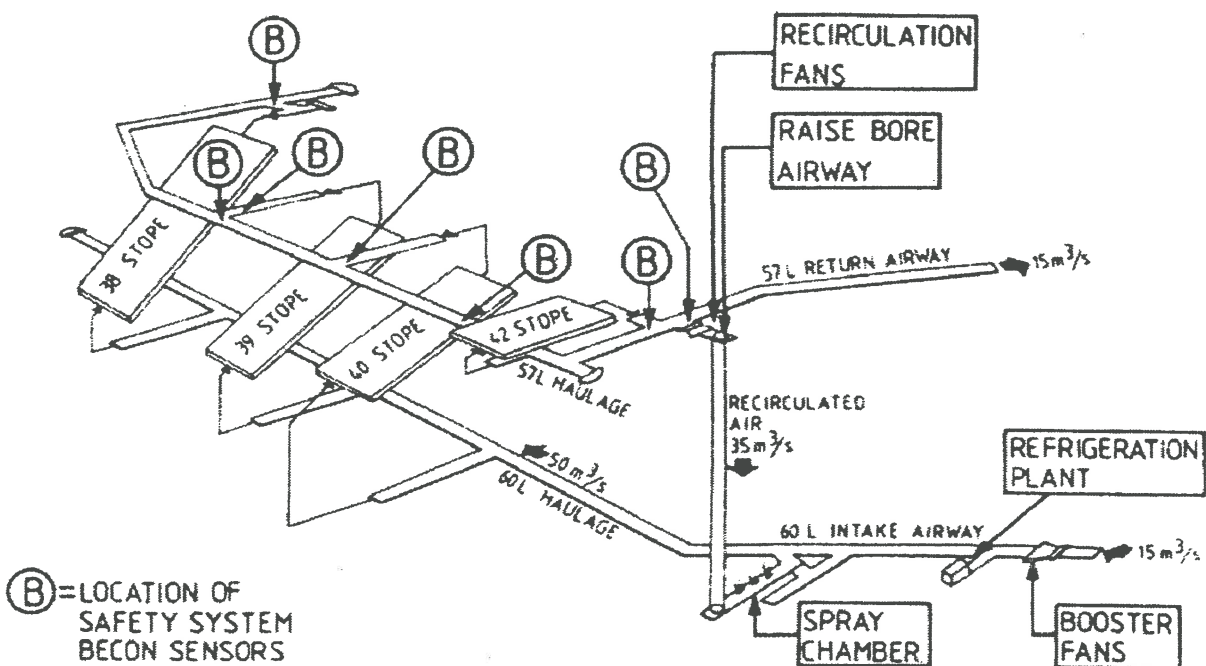 B
RECIRCULATION
FANS
RAISE BORE
AIRWAY
B
B
B
B
B
B
38 STOPE
39 STOPE
40 STOPE
42 STOPE
57L RETURN AIRWAY
15m³/s
57L HAULAGE
RECIRCULATED
AIR
35m³/s
50m³/s
60L HAULAGE
REFRIGERATION
PLANT
60L INTAKE AIRWAY
15m³/s
B = LOCATION OF
SAFETY SYSTEM
BECON SENSORS
SPRAY
CHAMBER
BOOSTER
FANS